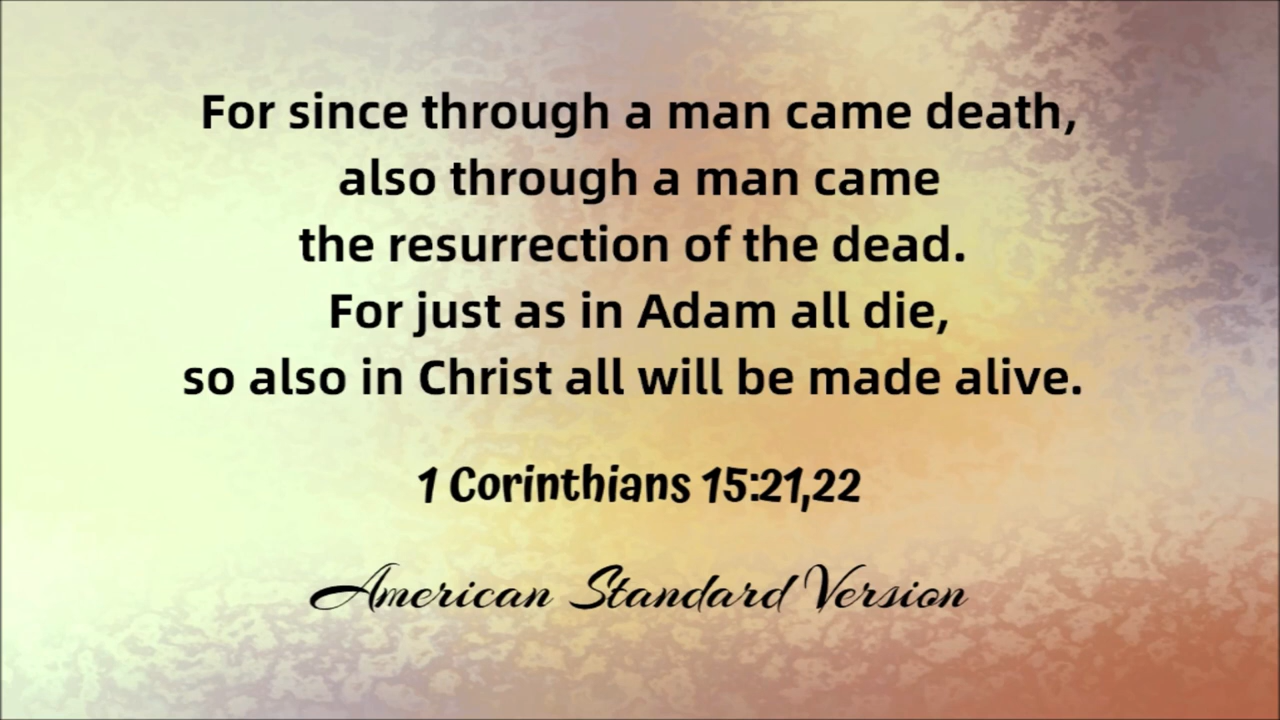 For since through a man came death,
also through a man came
the resurrection of the dead.
For just as in Adam all die,
so also in Christ all will be made alive.
1 Corinthians 15:21,22
American Standard Version